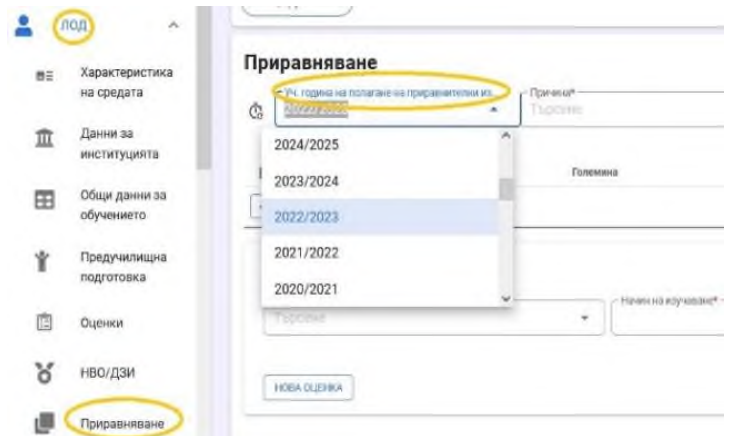 ЛОД
Характеристика
на средата
Данни за
институцията
Общи данни за
обучението
Предучилищна
подготовка
Оценки
НВО/ДЗИ
Приравняване
Приравняване
Уч. година на полагане на приравнителни из...
2022/2023
Причина*
Търсене
2024/2025
2023/2024
2022/2023
2021/2022
2020/2021
Големина
Търсене
Начин на изучаване*
НОВА ОЦЕНКА